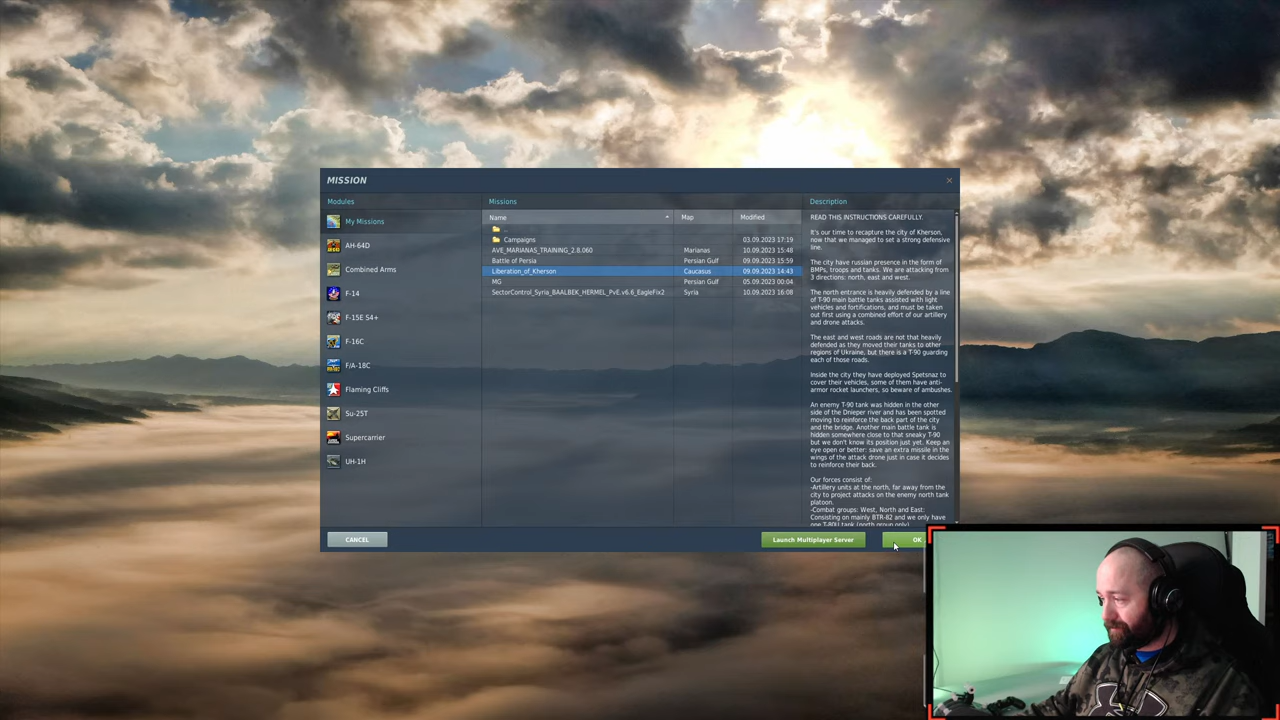 MISSION
Modules
Missions
Description
My Missions
AH-64D
Combined Arms
F-14
F-15E S4+
F-16C
F/A-18C
Flaming Cliffs
Su-25T
Supercarrier
UH-1H
Name Map Modified
..
Campaigns 03.09.2023 17:19
AVE_MARIANAS_TRAINING_2.8.060 Marianas 10.09.2023 15:48
Battle of Persia Persian Gulf 09.09.2023 15:59
Liberation_of_Kherson Caucasus 09.09.2023 14:43
MG Persian Gulf 05.09.2023 00:04
SectorControl_Syria_BAALBEK_HERMEL_PvE.v6.6_EagleFix2 Syria 10.09.2023 16:08
READ THIS INSTRUCTIONS CAREFULLY.
It's our time to recapture the city of Kherson,
now that we managed to set a strong defensive
line.
The city have russian presence in the form of
BMPs, troops and tanks. We are attacking from
3 directions: north, east and west.
The north entrance is heavily defended by a line
of T-90 main battle tanks assisted with light
vehicles and fortifications, and must be taken
out first using a combined effort of our artillery
and drone attacks.
The east and west roads are not that heavily
defended as they moved their tanks to other
regions of Ukraine, but there is a T-90 guarding
each of those roads.
Inside the city they have deployed Spetsnaz to
cover their vehicles, some of them have anti-
armor rocket launchers, so beware of ambushes.
An enemy T-90 tank was hidden in the other
side of the Dnieper river and has been spotted
moving to reinforce the back part of the city
and the bridge. Another main battle tank is
hidden somewhere close to that sneaky T-90
but we don't know its position just yet. Keep an
eye open or better: save an extra missile in the
wings of the attack drone just in case it decides
to reinforce their back.
Our forces consist of:
-Artillery units at the north, far away from the
city to project attacks on the enemy north tank
platoon.
-Combat groups: West, North and East:
Consisting on mainly BTR-82 and we only have
one T-80U tank (north group only)
CANCEL
Launch Multiplayer Server
OK